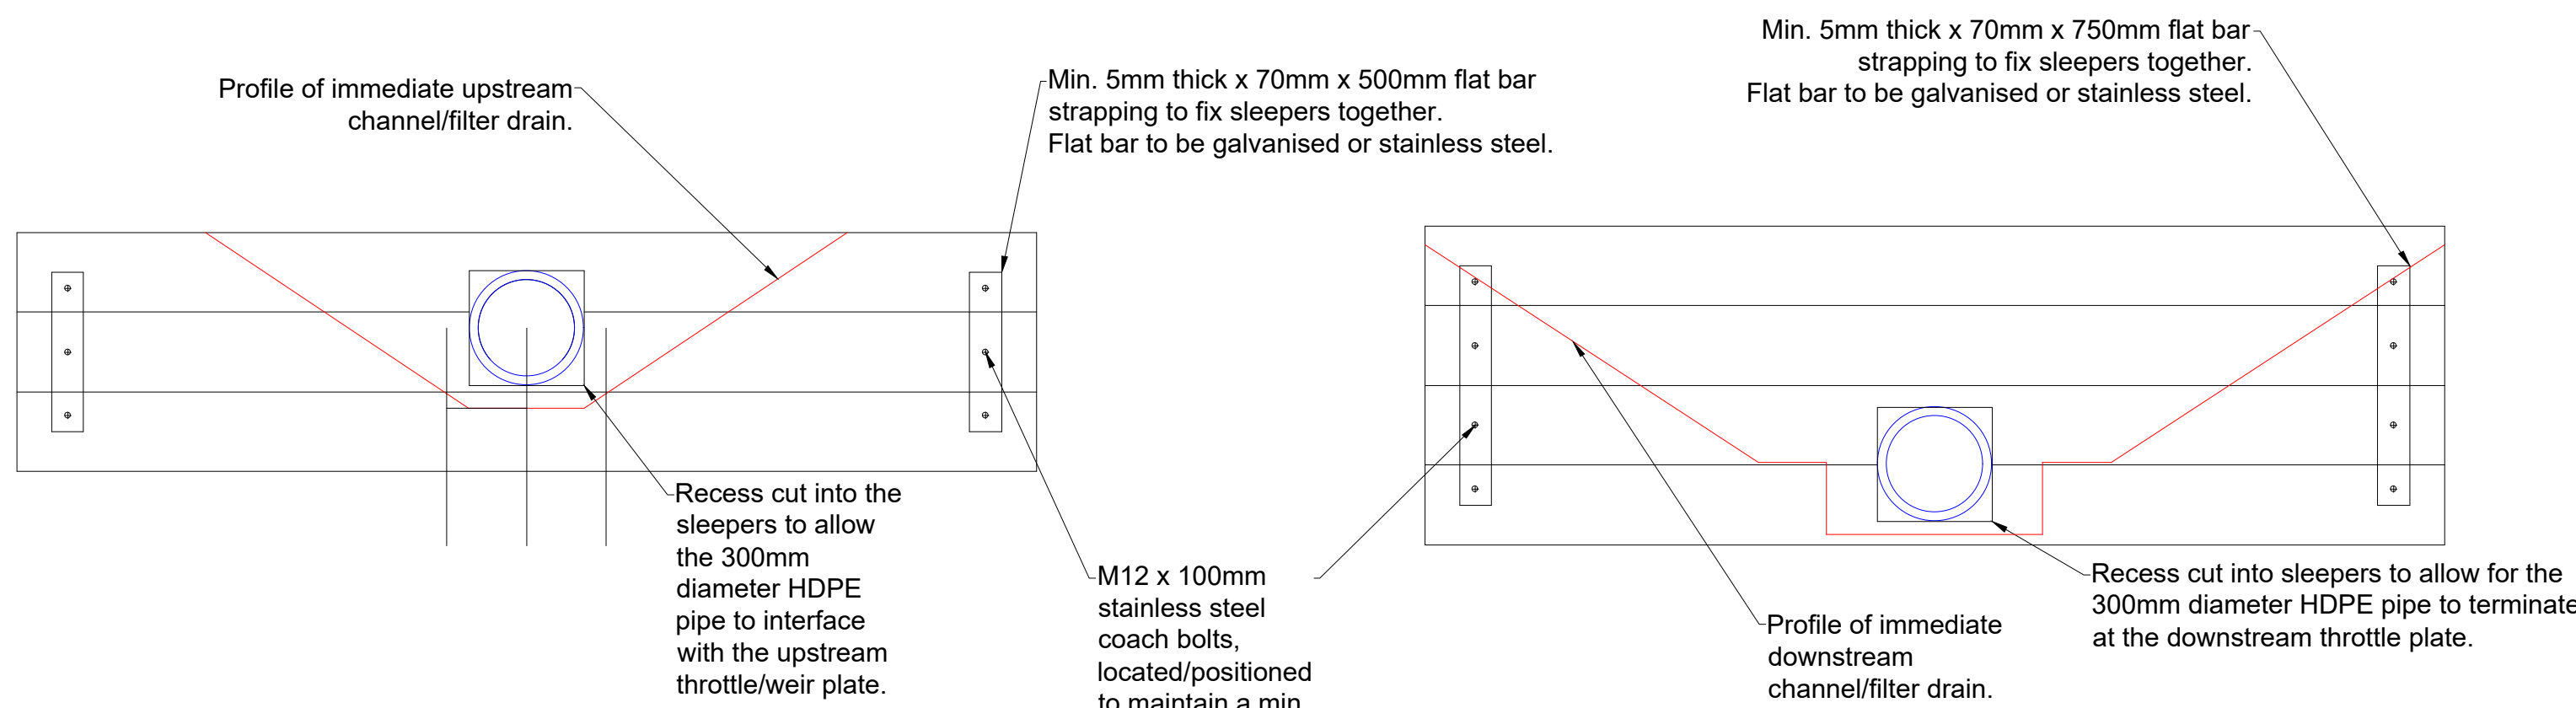 Profile of immediate upstream
channel/filter drain.
Min. 5mm thick x 70mm x 500mm flat bar
strapping to fix sleepers together.
Flat bar to be galvanised or stainless steel.
Min. 5mm thick x 70mm x 750mm flat bar
strapping to fix sleepers together.
Flat bar to be galvanised or stainless steel.
Recess cut into the
sleepers to allow
the 300mm
diameter HDPE
pipe to interface
with the upstream
throttle/weir plate.
M12 x 100mm
stainless steel
coach bolts,
located/positioned
to maintain a min.
Profile of immediate
downstream
channel/filter drain.
Recess cut into sleepers to allow for the
300mm diameter HDPE pipe to terminate
at the downstream throttle plate.